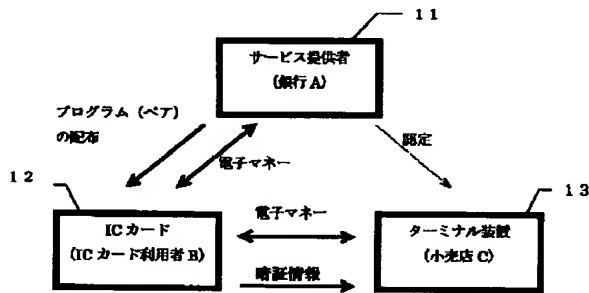 11
サービス提供者
(銀行A)
プログラム(ペア)
の配布
認定
電子マネー
12
13
ICカード
(ICカード利用者B)
電子マネー
ターミナル装置
(小売店C)
暗証情報